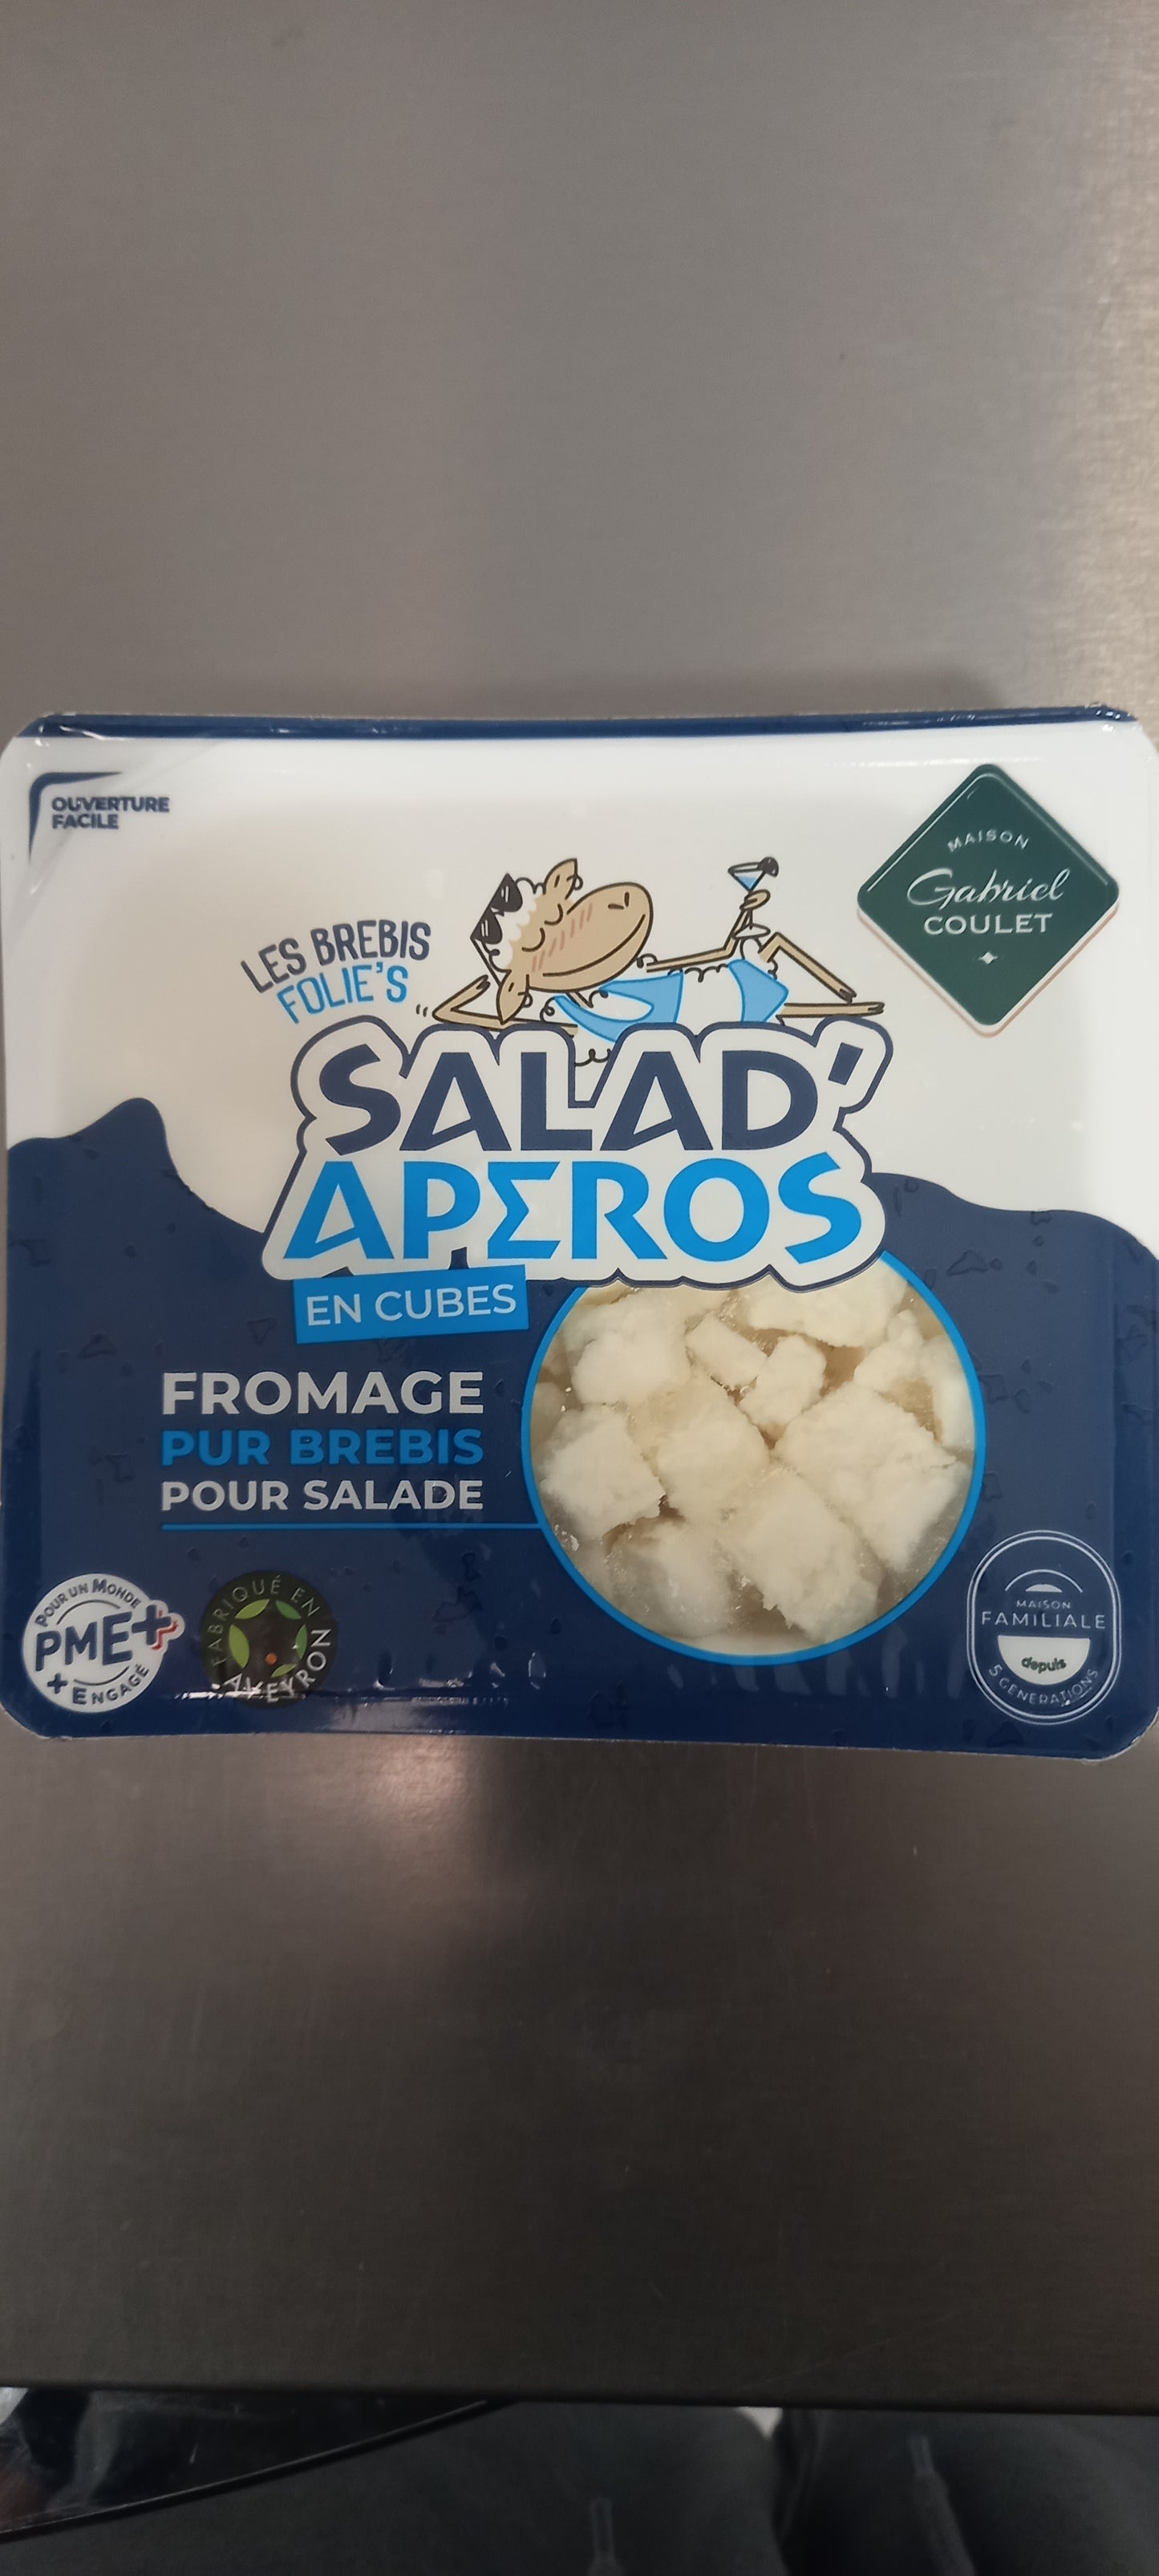 OUVERTURE
FACILE
MAISON
Gabriel
COULET
LES BREBIS
FOLIE'S
SALAD'
APΣROS
EN CUBES
FROMAGE
PUR BREBIS
POUR SALADE
POUR UN MONDE
PME+
+ ENGAGÉ
FABRIQUÉ EN
AVEYRON
MAISON
FAMILIALE
depuis
5 GENERATIONS